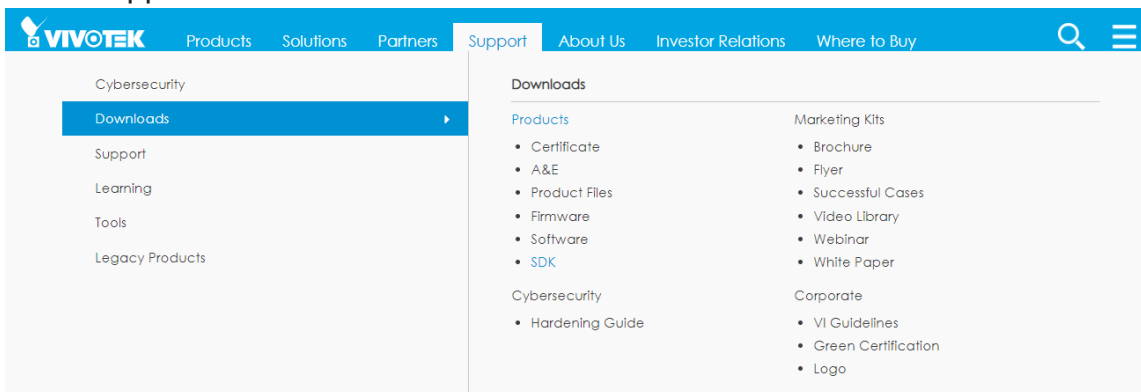 VIVOTEK Products Solutions Partners Support About Us Investor Relations Where to Buy
Cybersecurity
Downloads
Support
Learning
Tools
Legacy Products
Downloads
Products
• Certificate
• A&E
• Product Files
• Firmware
• Software
• SDK
Cybersecurity
• Hardening Guide
Marketing Kits
• Brochure
• Flyer
• Successful Cases
• Video Library
• Webinar
• White Paper
Corporate
• VI Guidelines
• Green Certification
• Logo